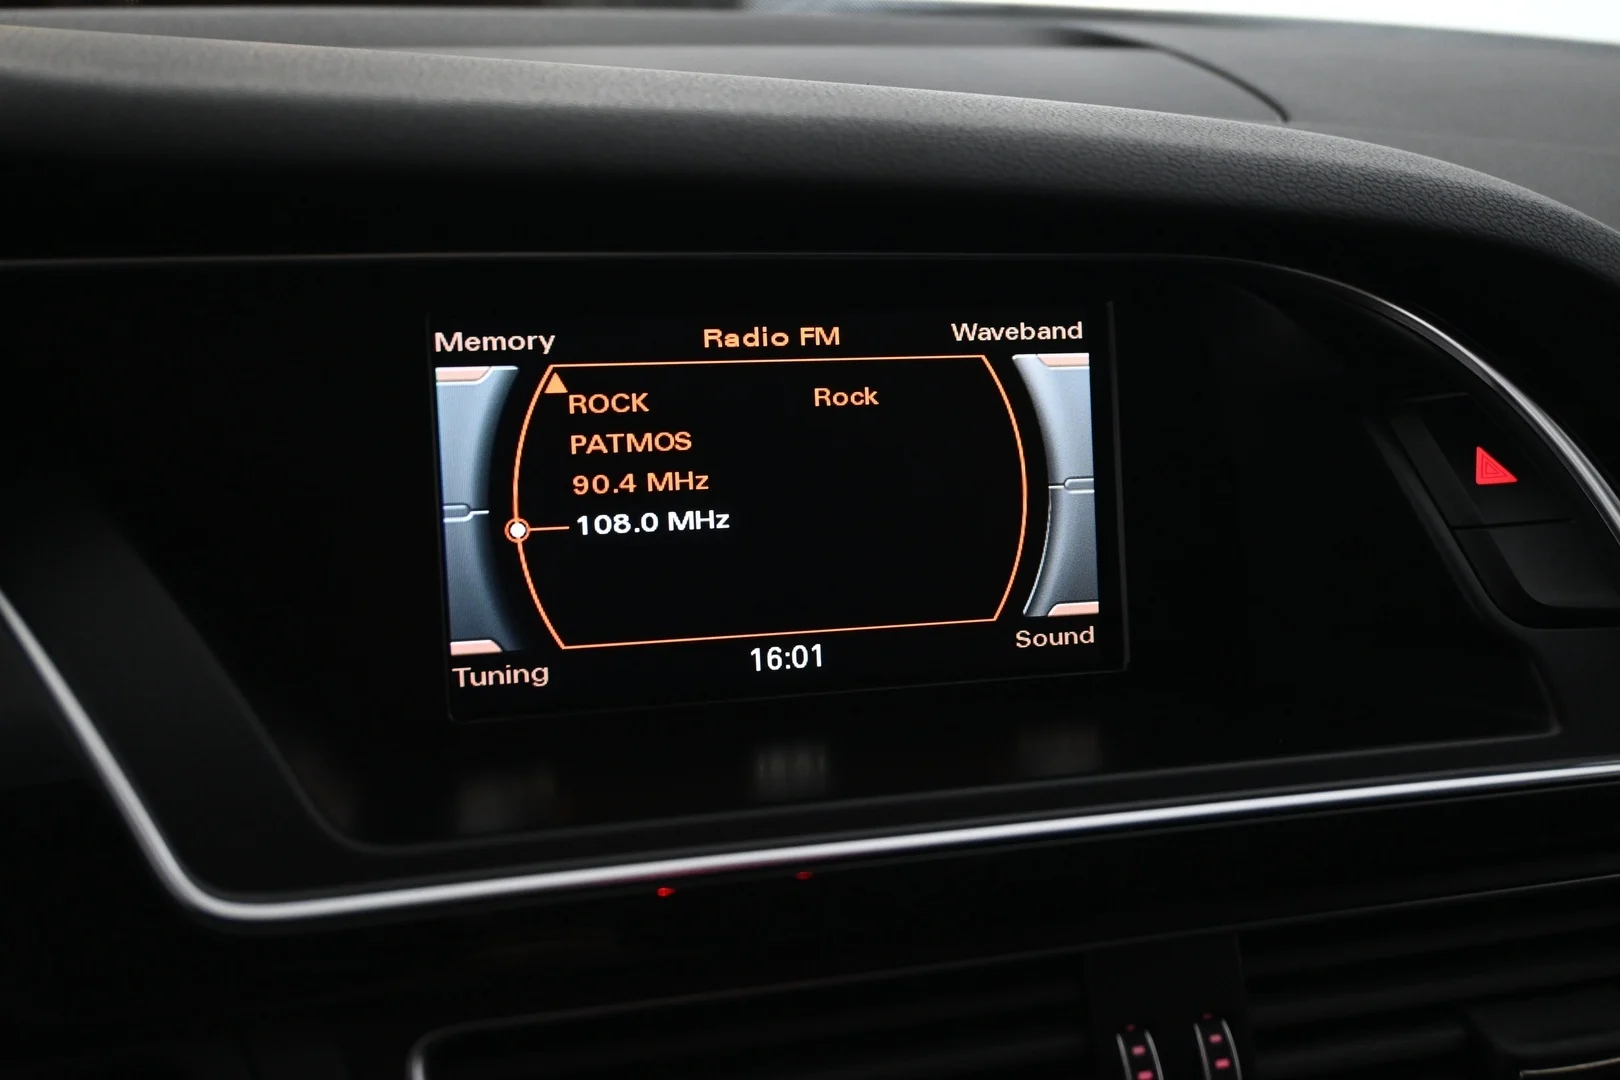 Memory Radio FM Waveband
ROCK Rock
PATMOS
90.4 MHz
108.0 MHz
Tuning 16:01 Sound